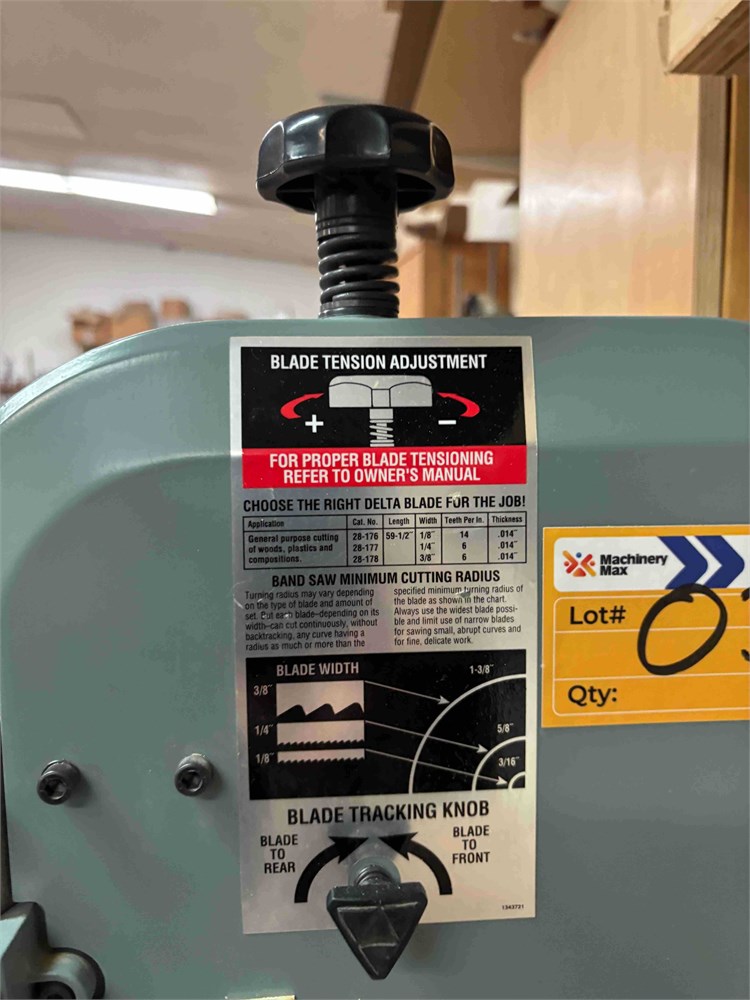 BLADE TENSION ADJUSTMENT
+ −
FOR PROPER BLADE TENSIONING
REFER TO OWNER'S MANUAL
CHOOSE THE RIGHT DELTA BLADE FOR THE JOB!
Application Cat. No. Length Width Teeth Per In. Thickness
General purpose cutting 28-176 59-1/2" 1/8" 14 .014"
of woods, plastics and 28-177 1/4" 6 .014"
compositions. 28-178 3/8" 6 .014"
BAND SAW MINIMUM CUTTING RADIUS
Turning radius may vary depending
on the type of blade and amount of
set. But each blade–depending on its
width–can cut continuously, without
backtracking, any curve having a
radius as much or more than the
specified minimum turning radius of
the blade as shown in the chart.
Always use the widest blade possi-
ble and limit use of narrow blades
for sawing small, abrupt curves and
for fine, delicate work.
BLADE WIDTH
3/8"
1/4"
1/8"
1-3/8"
5/8"
3/16"
BLADE TRACKING KNOB
BLADE
TO
REAR
BLADE
TO
FRONT
1343721
Machinery
Max
Lot# 0
Qty: